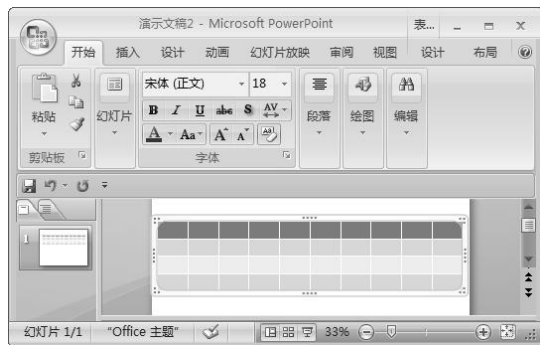 演示文稿2 - Microsoft PowerPoint 表...
开始 插入 设计 动画 幻灯片放映 审阅 视图 设计 布局
宋体 (正文) 18
B I U abe S AV
A Aa A A Aa
粘贴 幻灯片 段落 绘图 编辑
剪贴板 字体
1
幻灯片 1/1 "Office 主题" 33%